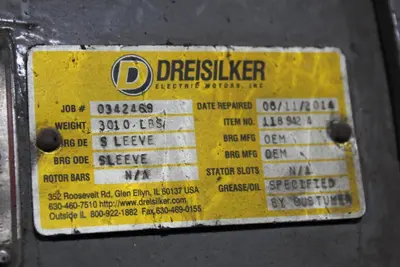 D DREISILKER
ELECTRIC MOTORS, INC
JOB # 0342469 DATE REPAIRED 06/11/2014
WEIGHT 3010 LBS ITEM NO. 118942 4
BRG DE SLEEVE BRG MFG OEM
BRG ODE SLEEVE BRG MFG OEM
ROTOR BARS N/A STATOR SLOTS N/A
352 Roosevelt Rd, Glen Ellyn, IL 60137 USA GREASE/OIL SPECIFIED
630-460-7510 http://www.dreisilker.com BY CUSTUMER
Outside IL 800-922-1882 Fax 630-469-0155